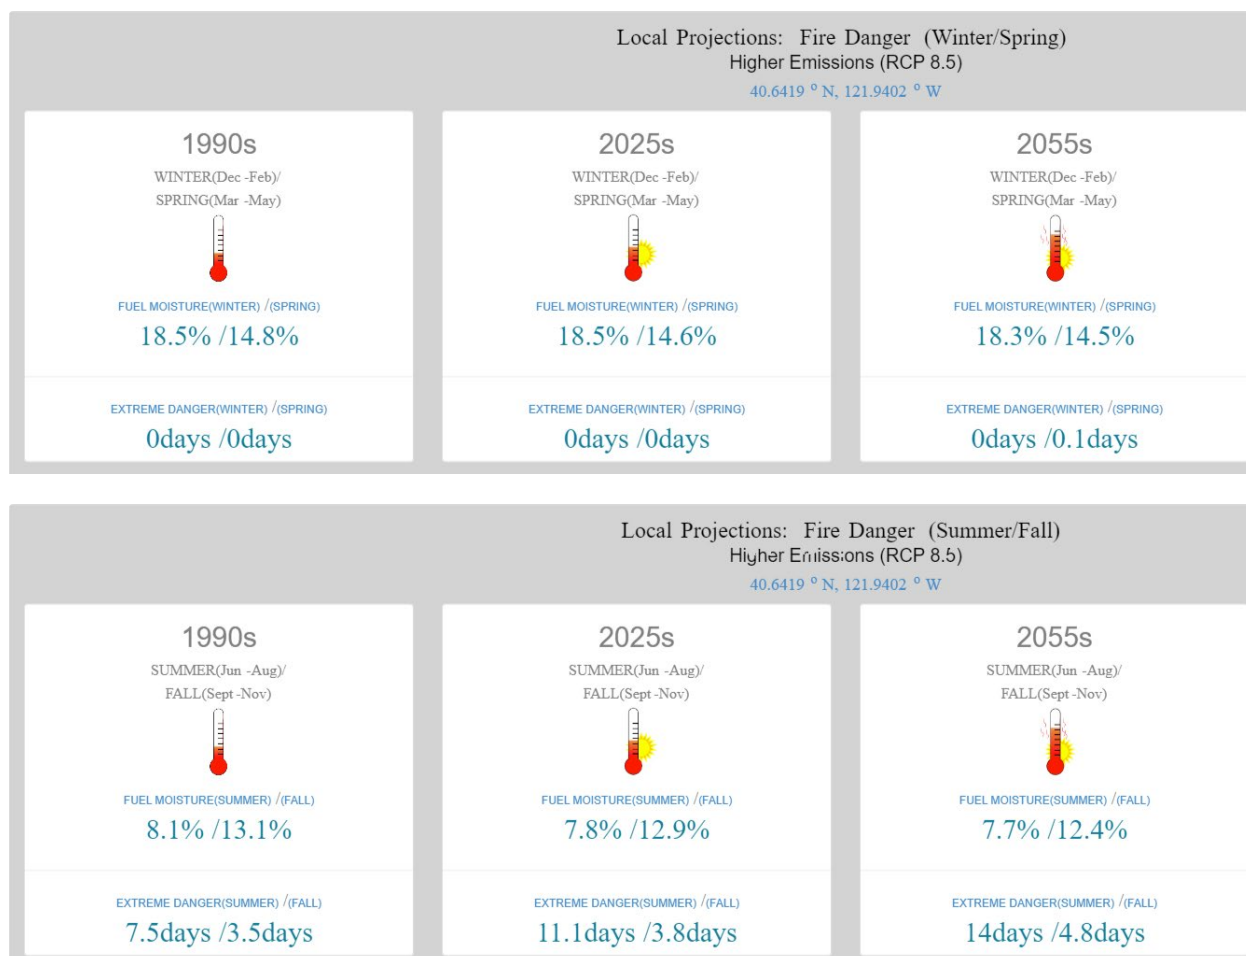 Local Projections: Fire Danger (Winter/Spring)
Higher Emissions (RCP 8.5)
40.6419 ° N, 121.9402 ° W
1990s
WINTER(Dec -Feb)/
SPRING(Mar -May)
FUEL MOISTURE(WINTER) /(SPRING)
18.5% /14.8%
EXTREME DANGER(WINTER) /(SPRING)
0days /0days
2025s
WINTER(Dec -Feb)/
SPRING(Mar -May)
FUEL MOISTURE(WINTER) /(SPRING)
18.5% /14.6%
EXTREME DANGER(WINTER) /(SPRING)
0days /0days
2055s
WINTER(Dec -Feb)/
SPRING(Mar -May)
FUEL MOISTURE(WINTER) /(SPRING)
18.3% /14.5%
EXTREME DANGER(WINTER) /(SPRING)
0days /0.1days
Local Projections: Fire Danger (Summer/Fall)
Higher Emissions (RCP 8.5)
40.6419 ° N, 121.9402 ° W
1990s
SUMMER(Jun -Aug)/
FALL(Sept -Nov)
FUEL MOISTURE(SUMMER) /(FALL)
8.1% /13.1%
EXTREME DANGER(SUMMER) /(FALL)
7.5days /3.5days
2025s
SUMMER(Jun -Aug)/
FALL(Sept -Nov)
FUEL MOISTURE(SUMMER) /(FALL)
7.8% /12.9%
EXTREME DANGER(SUMMER) /(FALL)
11.1days /3.8days
2055s
SUMMER(Jun -Aug)/
FALL(Sept -Nov)
FUEL MOISTURE(SUMMER) /(FALL)
7.7% /12.4%
EXTREME DANGER(SUMMER) /(FALL)
14days /4.8days